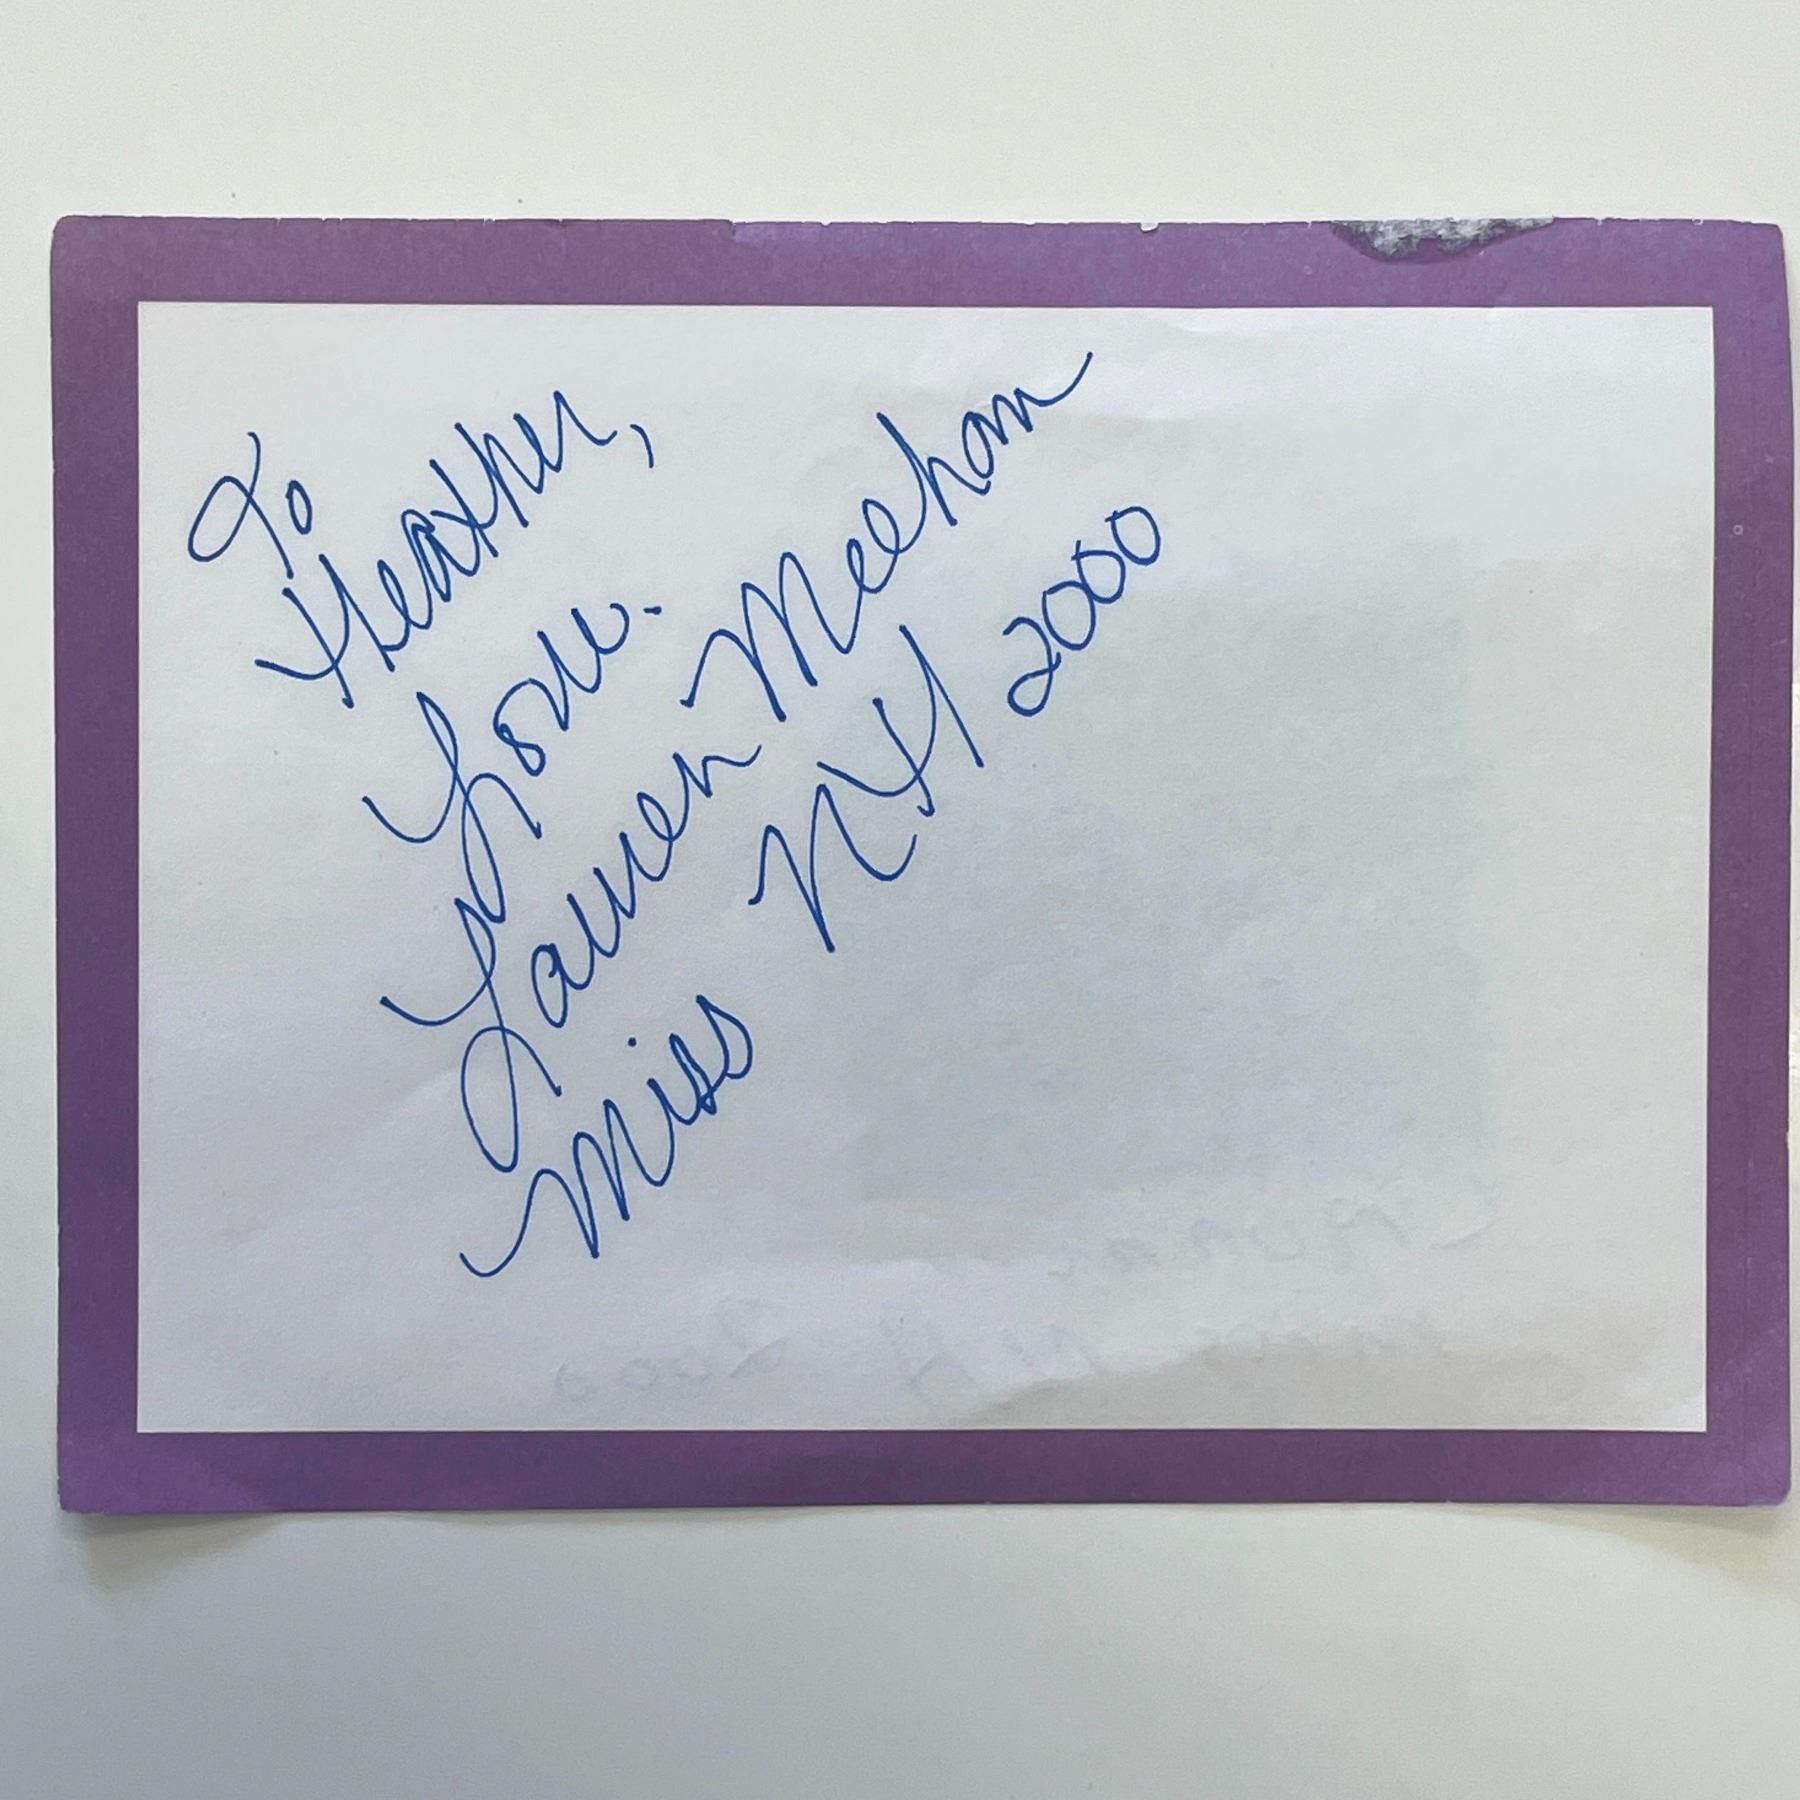 To
Heather,
Love.
Lauren Meehan
Miss NH 2000